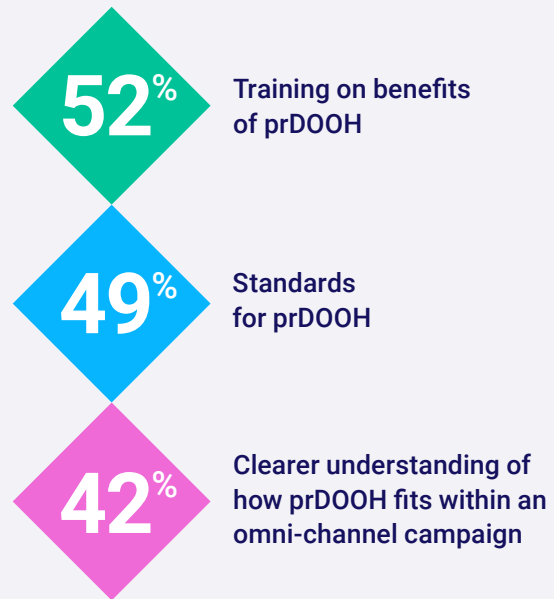 52%
Training on benefits
of prDOOH
49%
Standards
for prDOOH
42%
Clearer understanding of
how prDOOH fits within an
omni-channel campaign